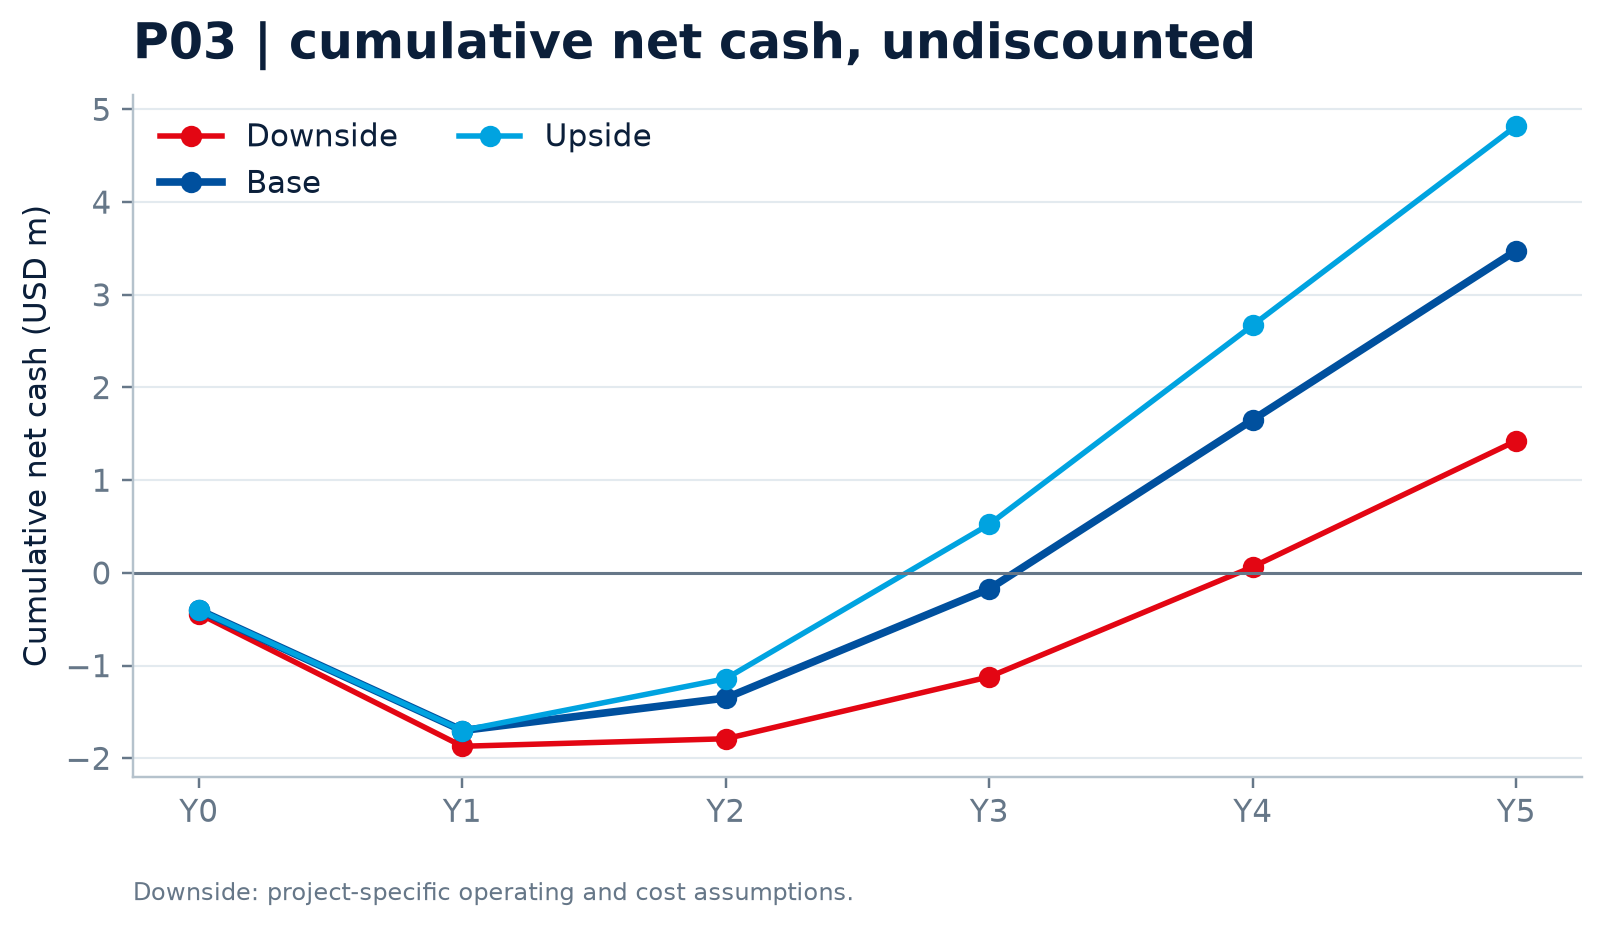 P03 | cumulative net cash, undiscounted
Cumulative net cash (USD m)
5
4
3
2
1
0
−1
−2
Downside
Upside
Base
Y0 Y1 Y2 Y3 Y4 Y5
Downside: project-specific operating and cost assumptions.